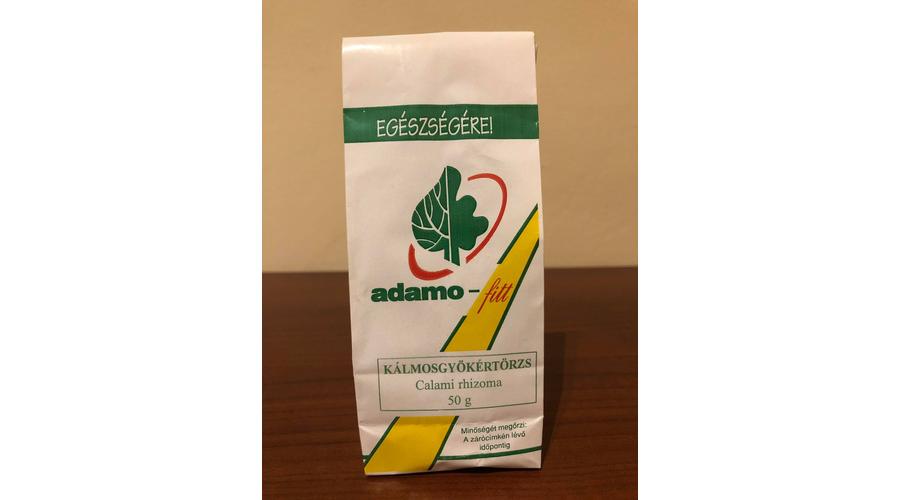 EGÉSZSÉGÉRE!
adamo-fitt
KÁLMOSGYÖKÉRTÖRZS
Calami rhizoma
50 g
Minőségét megőrzi:
A zárócímkén lévő
időpontig